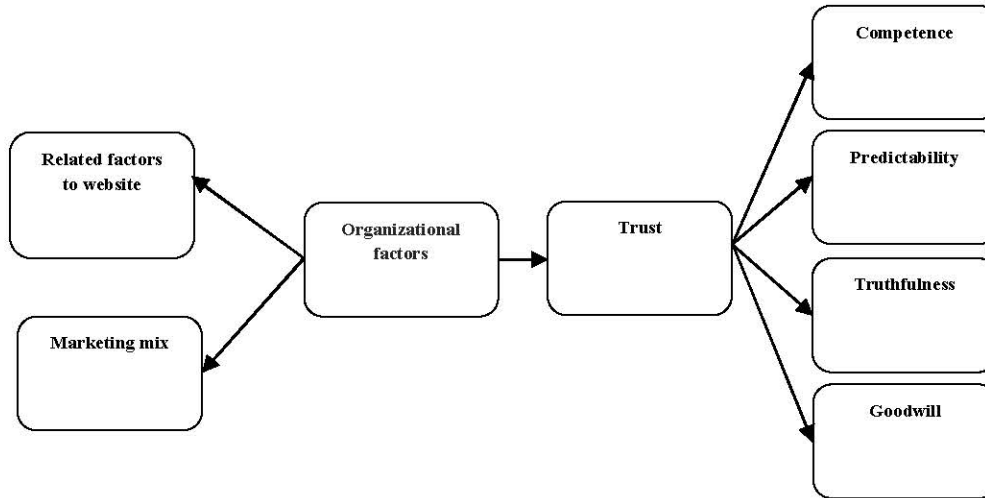 Competence
Predictability
Related factors
to website
Organizational
factors
Trust
Truthfulness
Marketing mix
Goodwill